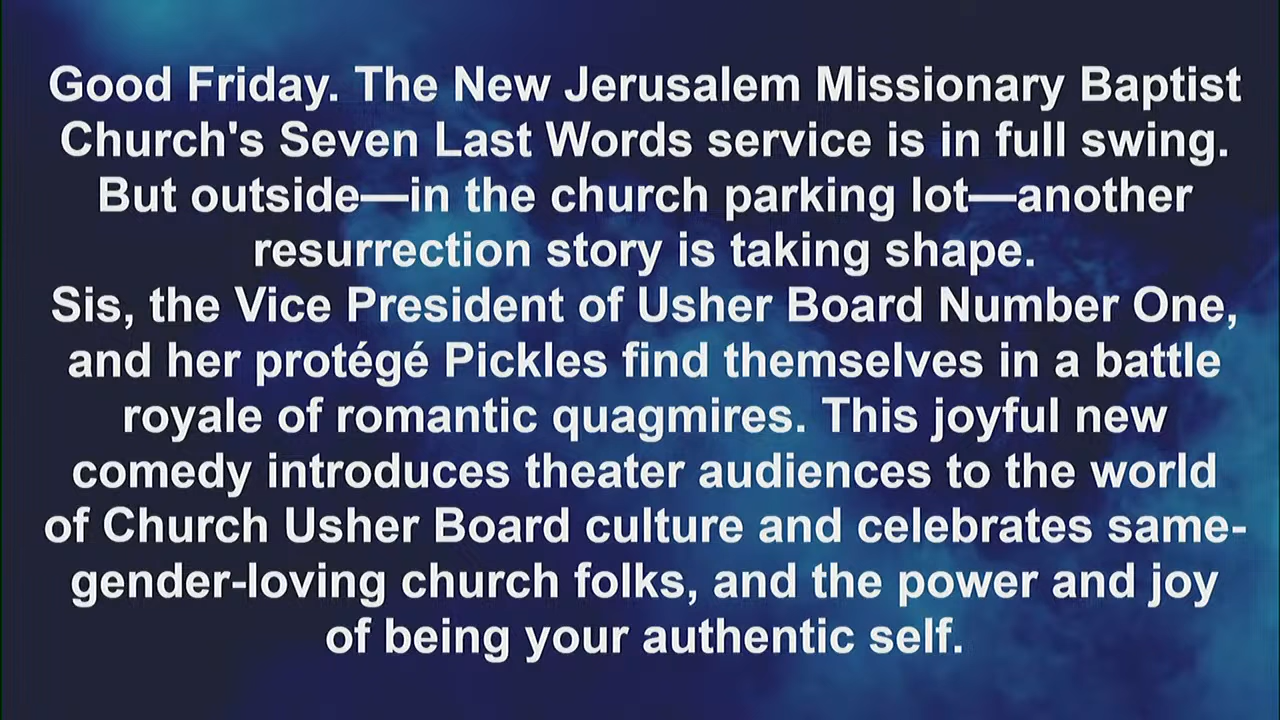 Good Friday. The New Jerusalem Missionary Baptist
Church's Seven Last Words service is in full swing.
But outside—in the church parking lot—another
resurrection story is taking shape.
Sis, the Vice President of Usher Board Number One,
and her protégé Pickles find themselves in a battle
royale of romantic quagmires. This joyful new
comedy introduces theater audiences to the world
of Church Usher Board culture and celebrates same-
gender-loving church folks, and the power and joy
of being your authentic self.